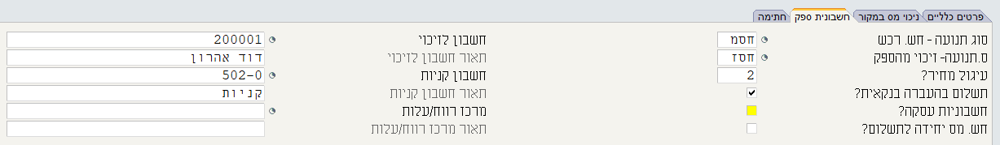 פרטים כלליים ניכוי מס במקור חשבונית ספק חתימה
סוג תנועה - חש. רכש חסמ חשבון לזיכוי 200001
ס.תנועה- זיכוי מהספק חסז תאור חשבון לזיכוי דוד אהרון
עיגול מחיר? 2 חשבון קניות 502-0
תשלום בהעברה בנקאית? תאור חשבון קניות קניות
חשבוניות עסקה? מרכז רווח/עלות
חש. מס יחידה לתשלום? תאור מרכז רווח/עלות